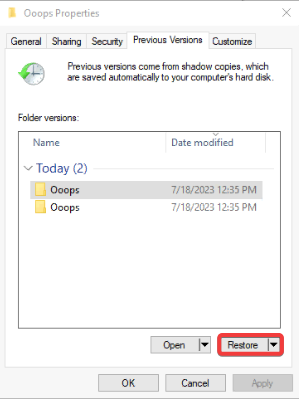 Ooops Properties
General Sharing Security Previous Versions Customize
Previous versions come from shadow copies, which
are saved automatically to your computer's hard disk.
Folder versions:
Name Date modified
Today (2)
Ooops 7/18/2023 12:35 PM
Ooops 7/18/2023 12:35 PM
Open Restore
OK Cancel Apply